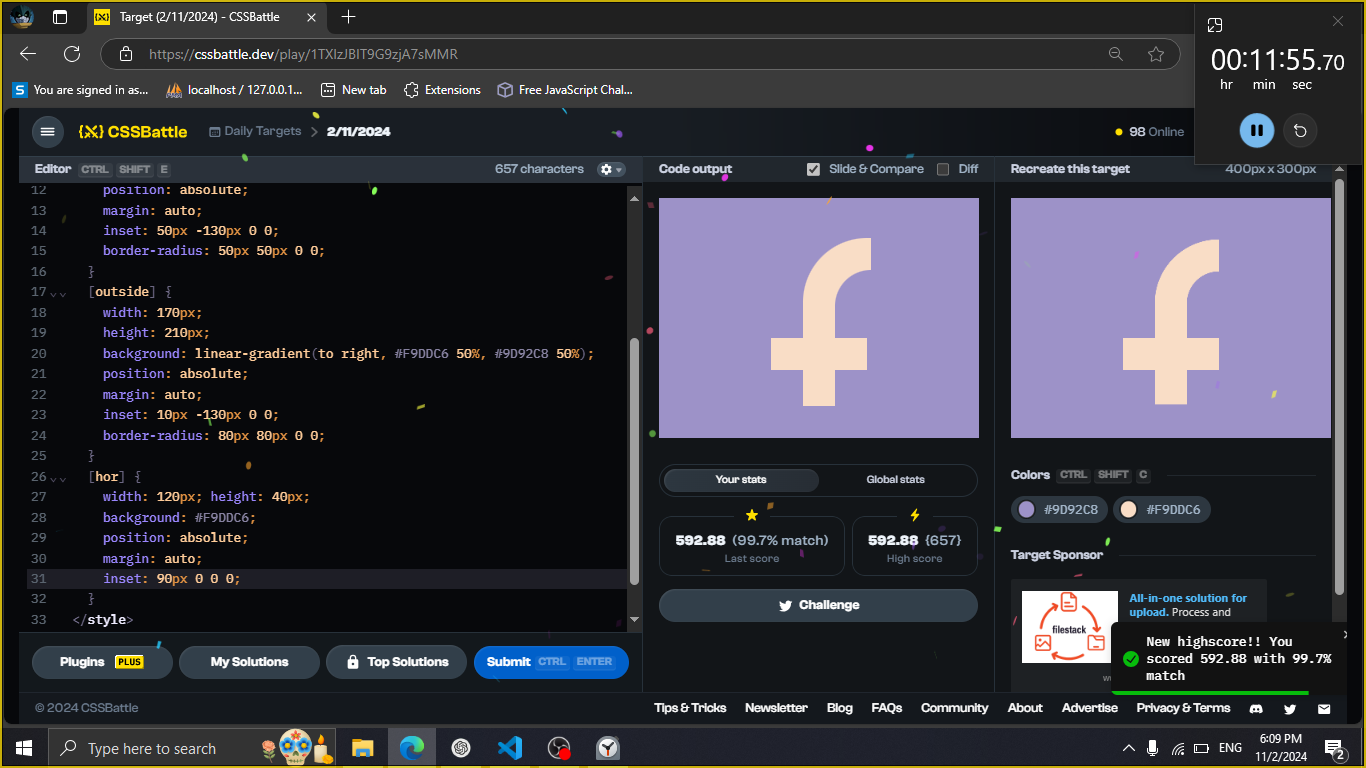 Target (2/11/2024) - CSSBattle
https://cssbattle.dev/play/1TXIzJBIT9G9zjA7sMMR
You are signed in as...
localhost / 127.0.0.1...
New tab
Extensions
Free JavaScript Chal...
00:11:55.70
hr min sec
CSSBattle
Daily Targets
2/11/2024
98 Online
Editor CTRL SHIFT E
657 characters
Code output
Slide & Compare
Diff
Recreate this target
400px x 300px
12 position: absolute;
13 margin: auto;
14 inset: 50px -130px 0 0;
15 border-radius: 50px 50px 0 0;
16 }
17 [outside] {
18 width: 170px;
19 height: 210px;
20 background: linear-gradient(to right, #F9DDC6 50%, #9D92C8 50%);
21 position: absolute;
22 margin: auto;
23 inset: 10px -130px 0 0;
24 border-radius: 80px 80px 0 0;
25 }
26 [hor] {
27 width: 120px; height: 40px;
28 background: #F9DDC6;
29 position: absolute;
30 margin: auto;
31 inset: 90px 0 0 0;
32 }
33 </style>
Your stats
Global stats
592.88 (99.7% match)
Last score
592.88 {657}
High score
Challenge
Colors CTRL SHIFT C
#9D92C8
#F9DDC6
Target Sponsor
filestack
All-in-one solution for
upload. Process and
New highscore!! You
scored 592.88 with 99.7%
match
Plugins PLUS
My Solutions
Top Solutions
Submit CTRL ENTER
© 2024 CSSBattle
Tips & Tricks
Newsletter
Blog
FAQs
Community
About
Advertise
Privacy & Terms
Type here to search
ENG
6:09 PM
11/2/2024
2